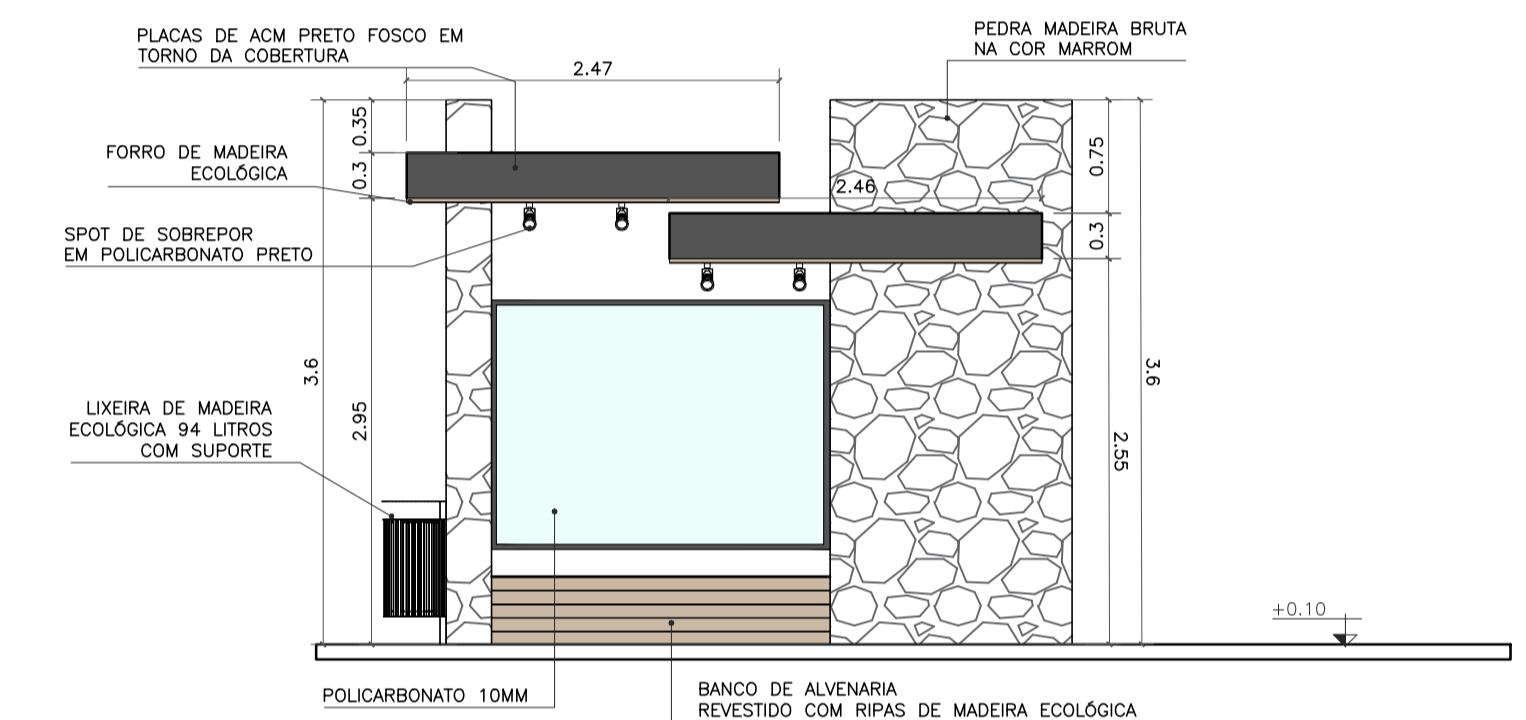 PLACAS DE ACM PRETO FOSCO EM
TORNO DA COBERTURA
PEDRA MADEIRA BRUTA
NA COR MARROM
2.47
0.35
0.3
FORRO DE MADEIRA
ECOLÓGICA
0.75
2.46
0.3
SPOT DE SOBREPOR
EM POLICARBONATO PRETO
3.6
2.95
3.6
2.55
LIXEIRA DE MADEIRA
ECOLÓGICA 94 LITROS
COM SUPORTE
+0.10
POLICARBONATO 10MM
BANCO DE ALVENARIA
REVESTIDO COM RIPAS DE MADEIRA ECOLÓGICA